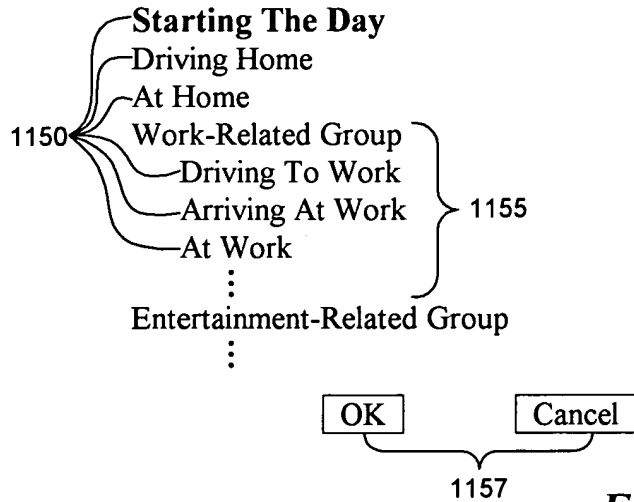 Starting The Day
Driving Home
At Home
1150
Work-Related Group
Driving To Work
Arriving At Work
1155
At Work
Entertainment-Related Group
OK Cancel
1157